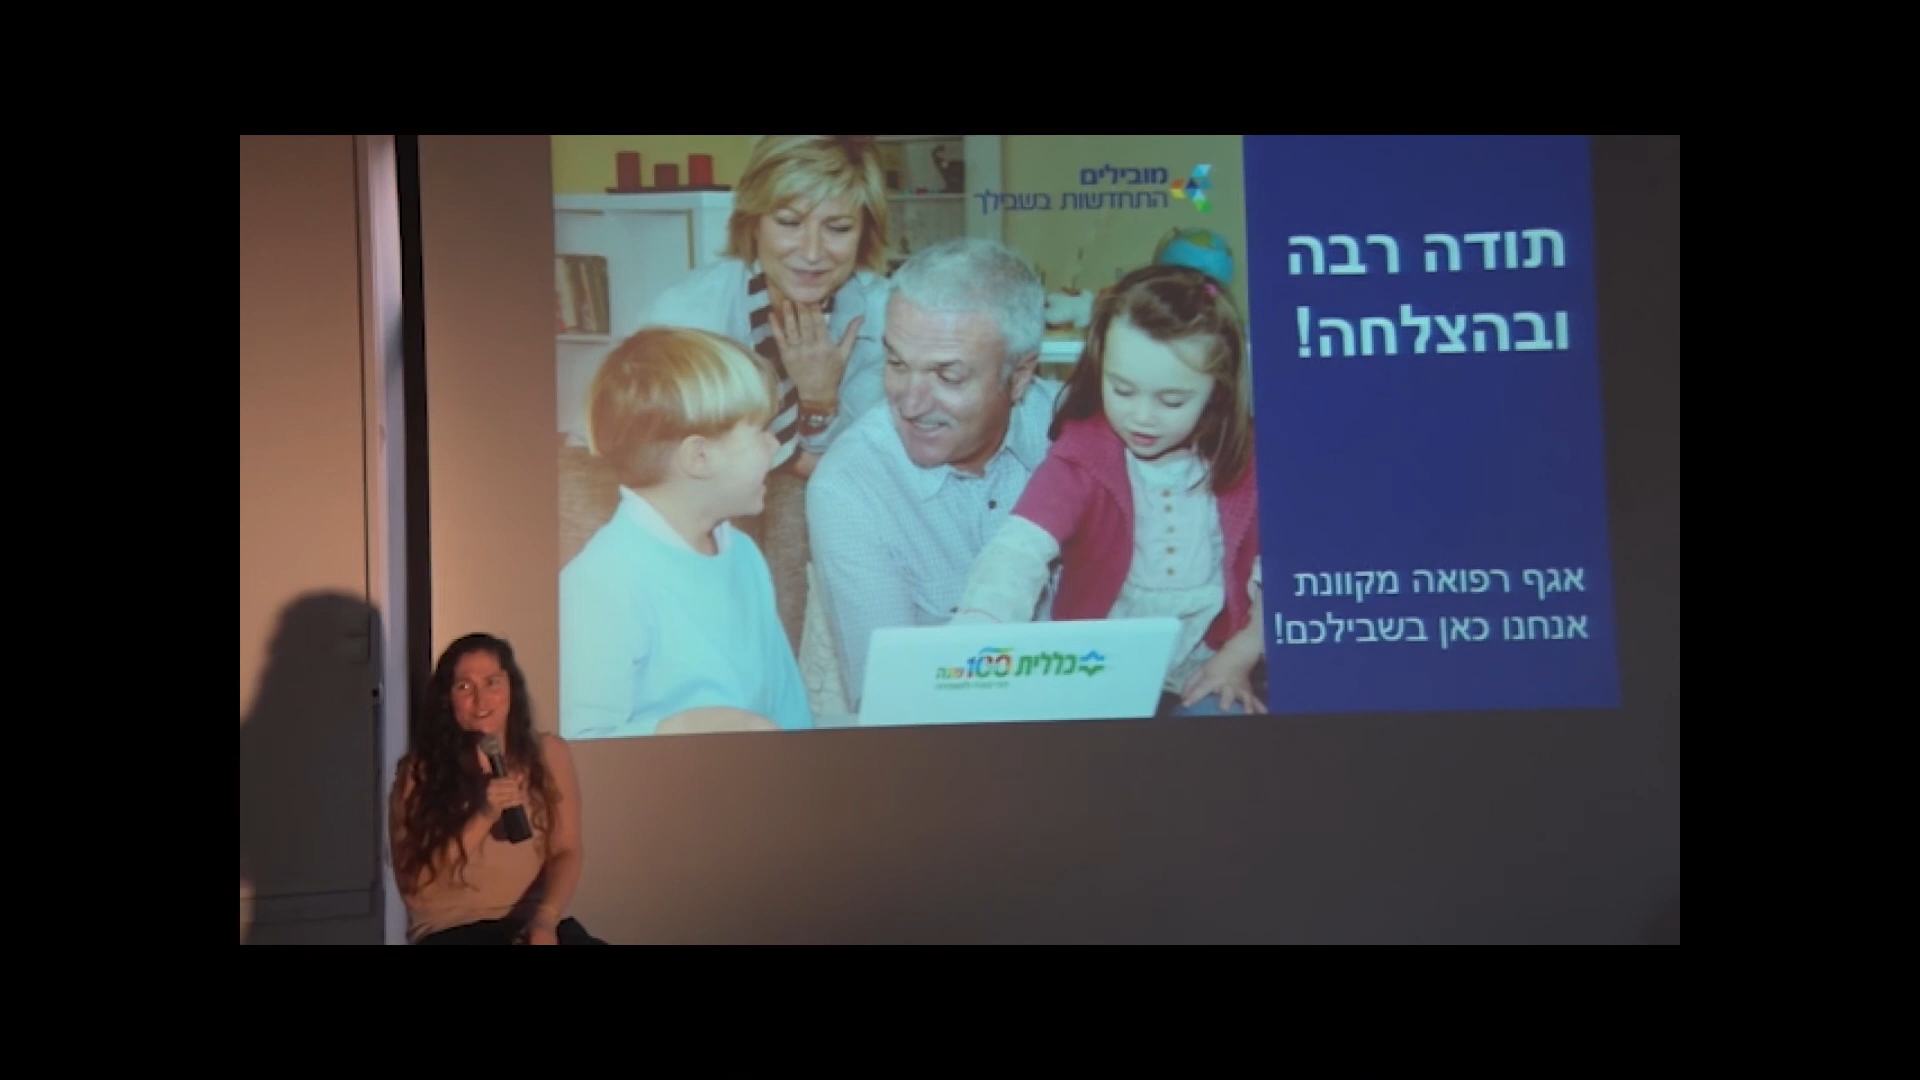 מובילים
התחדשות בשבילך
תודה רבה
ובהצלחה!
אגף רפואה מקוונת
אנחנו כאן בשבילכם!
כללית 100 שנה